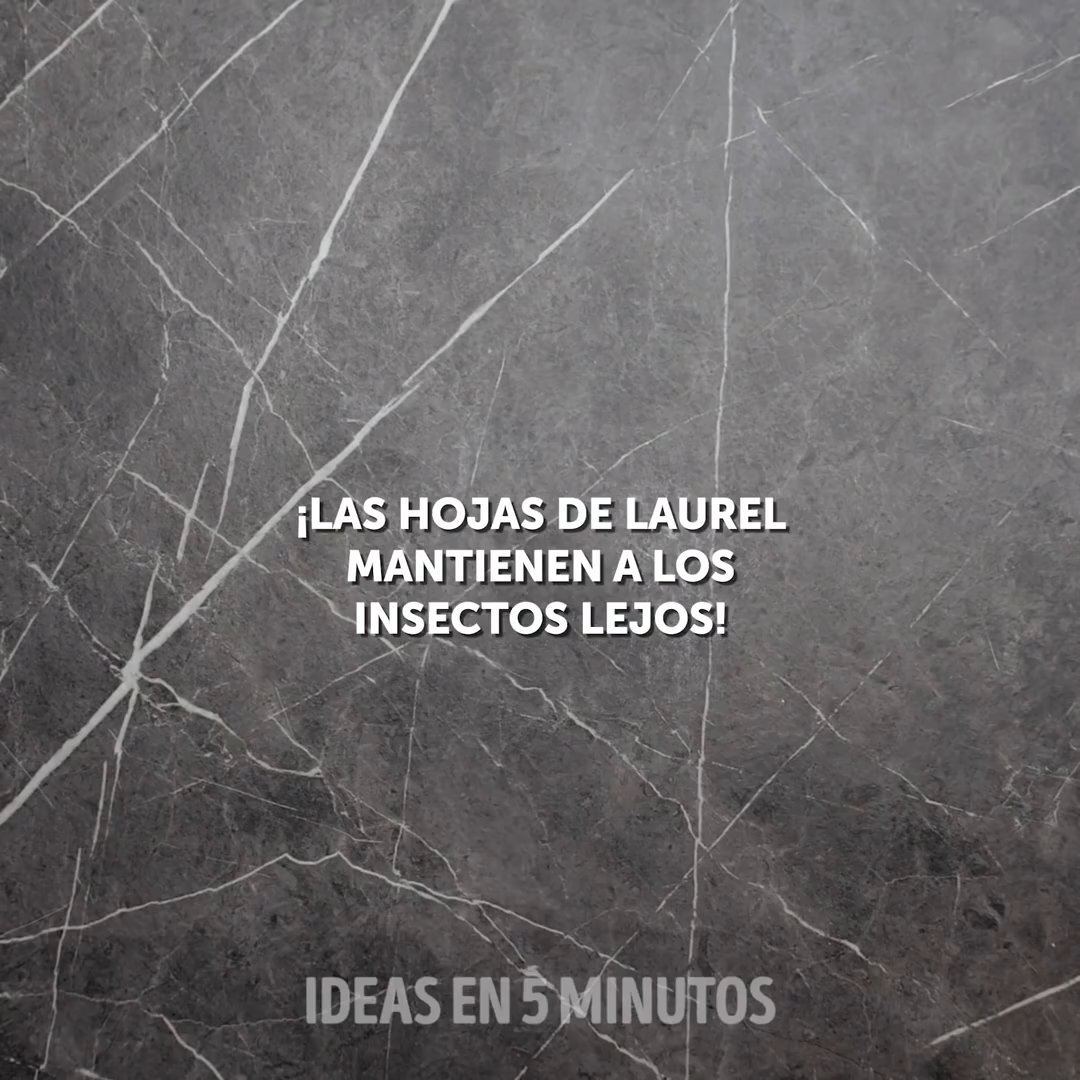 ¡LAS HOJAS DE LAUREL
MANTIENEN A LOS
INSECTOS LEJOS!
IDEAS EN 5 MINUTOS